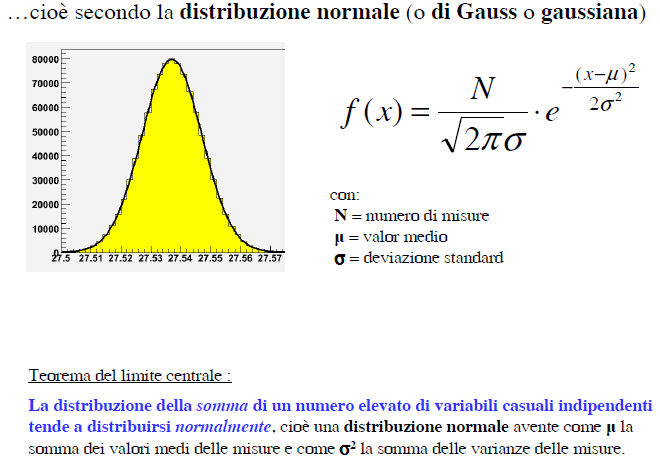 …cioè secondo la distribuzione normale (o di Gauss o gaussiana)
80000
70000
60000
50000
40000
30000
20000
10000
0
27.5 27.51 27.52 27.53 27.54 27.55 27.56 27.57
f(x) = N / √2π σ · e^−(x−μ)² / 2σ²
con:
N = numero di misure
μ = valor medio
σ = deviazione standard
Teorema del limite centrale :
La distribuzione della somma di un numero elevato di variabili casuali indipendenti
tende a distribuirsi normalmente, cioè una distribuzione normale avente come μ la
somma dei valori medi delle misure e come σ² la somma delle varianze delle misure.